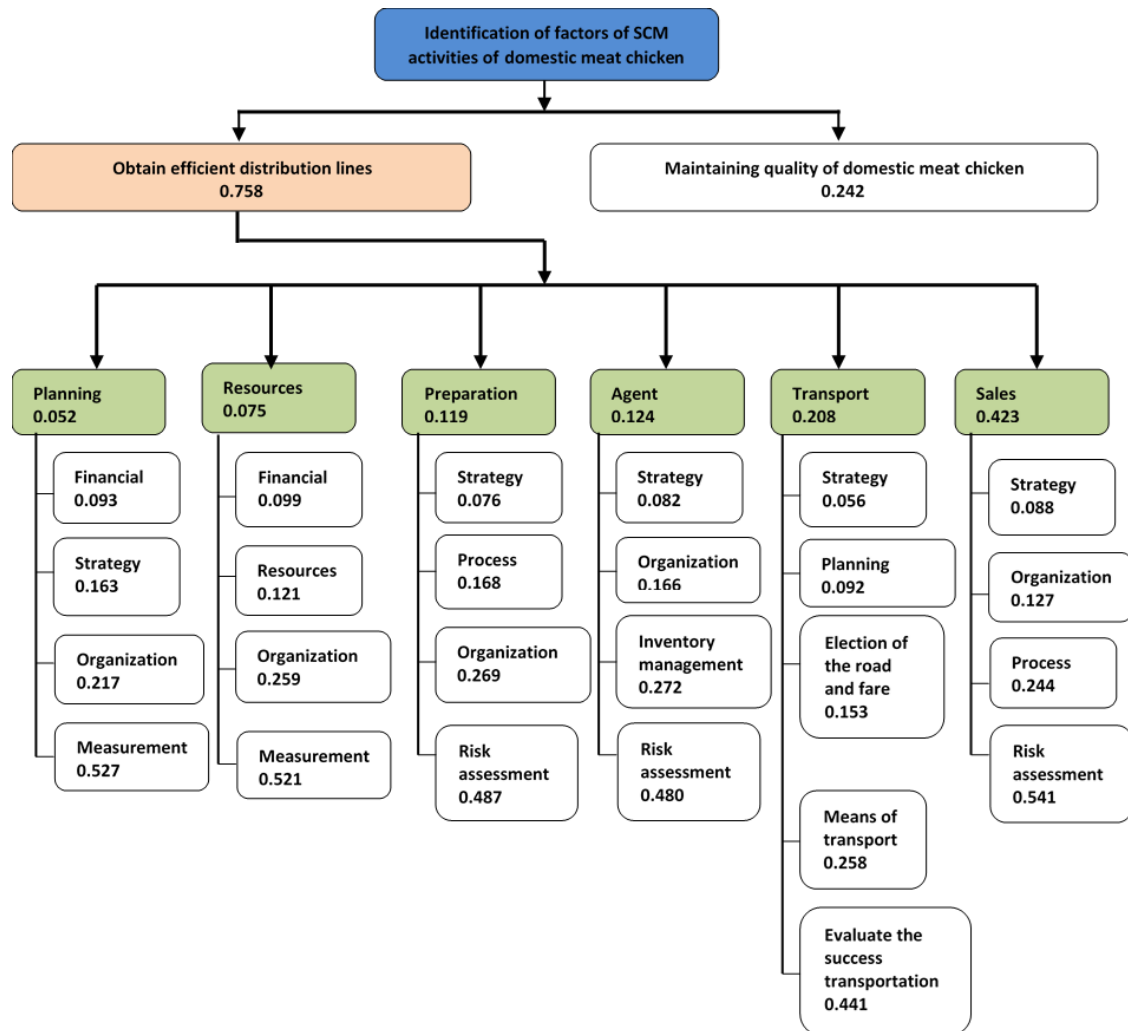 Identification of factors of SCM
activities of domestic meat chicken
Obtain efficient distribution lines
0.758
Maintaining quality of domestic meat chicken
0.242
Planning
0.052
Financial
0.093
Strategy
0.163
Organization
0.217
Measurement
0.527
Resources
0.075
Financial
0.099
Resources
0.121
Organization
0.259
Measurement
0.521
Preparation
0.119
Strategy
0.076
Process
0.168
Organization
0.269
Risk
assessment
0.487
Agent
0.124
Strategy
0.082
Organization
0.166
Inventory
management
0.272
Risk
assessment
0.480
Transport
0.208
Strategy
0.056
Planning
0.092
Election of
the road
and fare
0.153
Means of
transport
0.258
Evaluate the
success
transportation
0.441
Sales
0.423
Strategy
0.088
Organization
0.127
Process
0.244
Risk
assessment
0.541